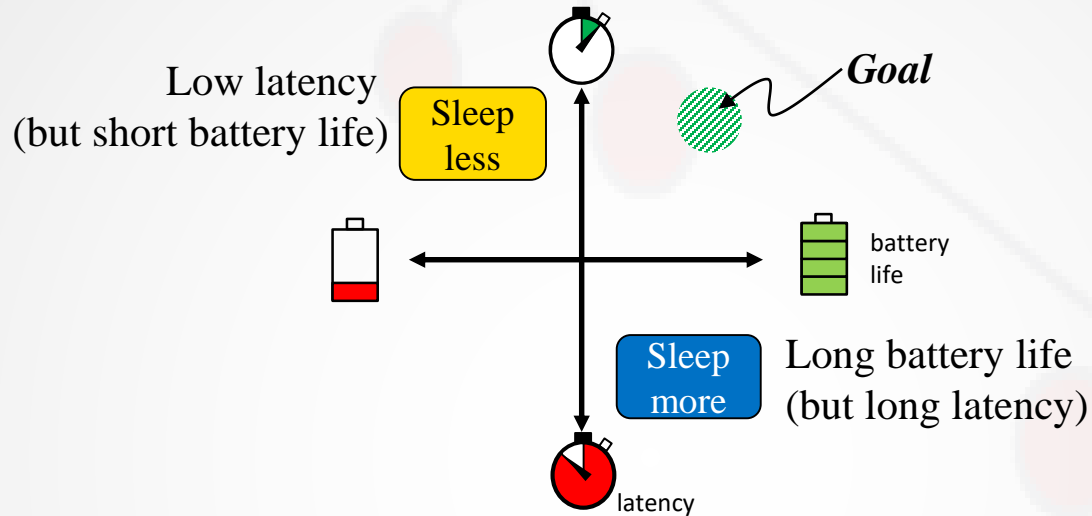 Goal
Low latency
(but short battery life)
Sleep
less
battery
life
Sleep
more
Long battery life
(but long latency)
latency